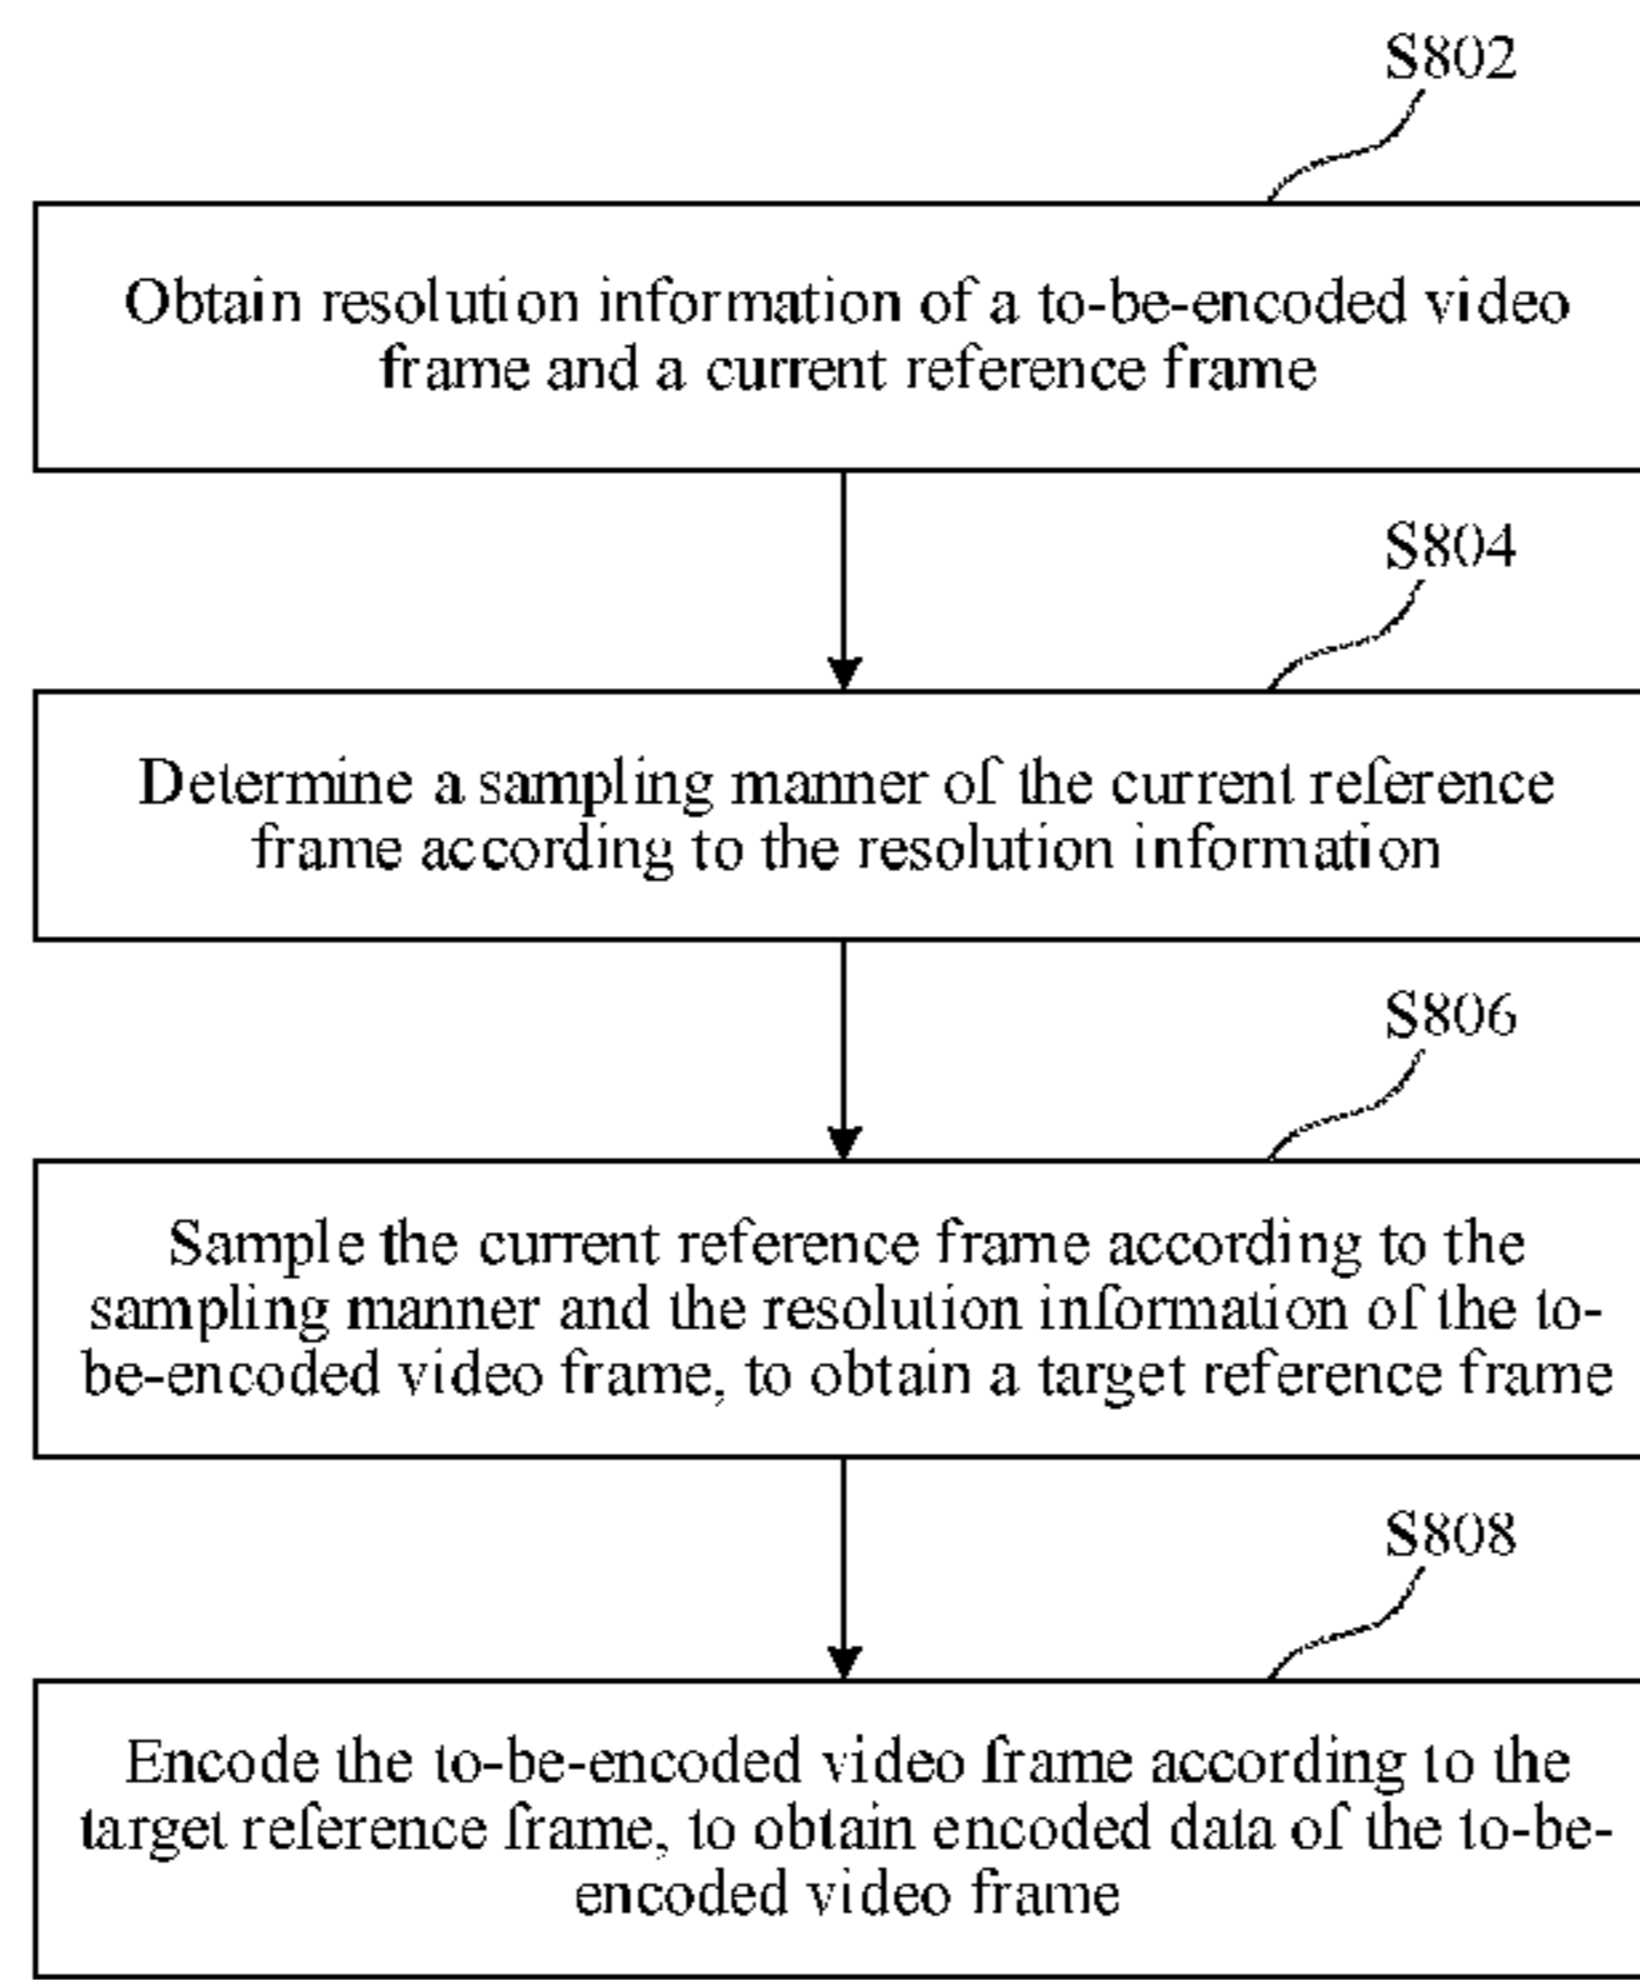 S802
Obtain resolution information of a to-be-encoded video
frame and a current reference frame
S804
Determine a sampling manner of the current reference
frame according to the resolution information
S806
Sample the current reference frame according to the
sampling manner and the resolution information of the to-
be-encoded video frame, to obtain a target reference frame
S808
Encode the to-be-encoded video frame according to the
target reference frame, to obtain encoded data of the to-be-
encoded video frame